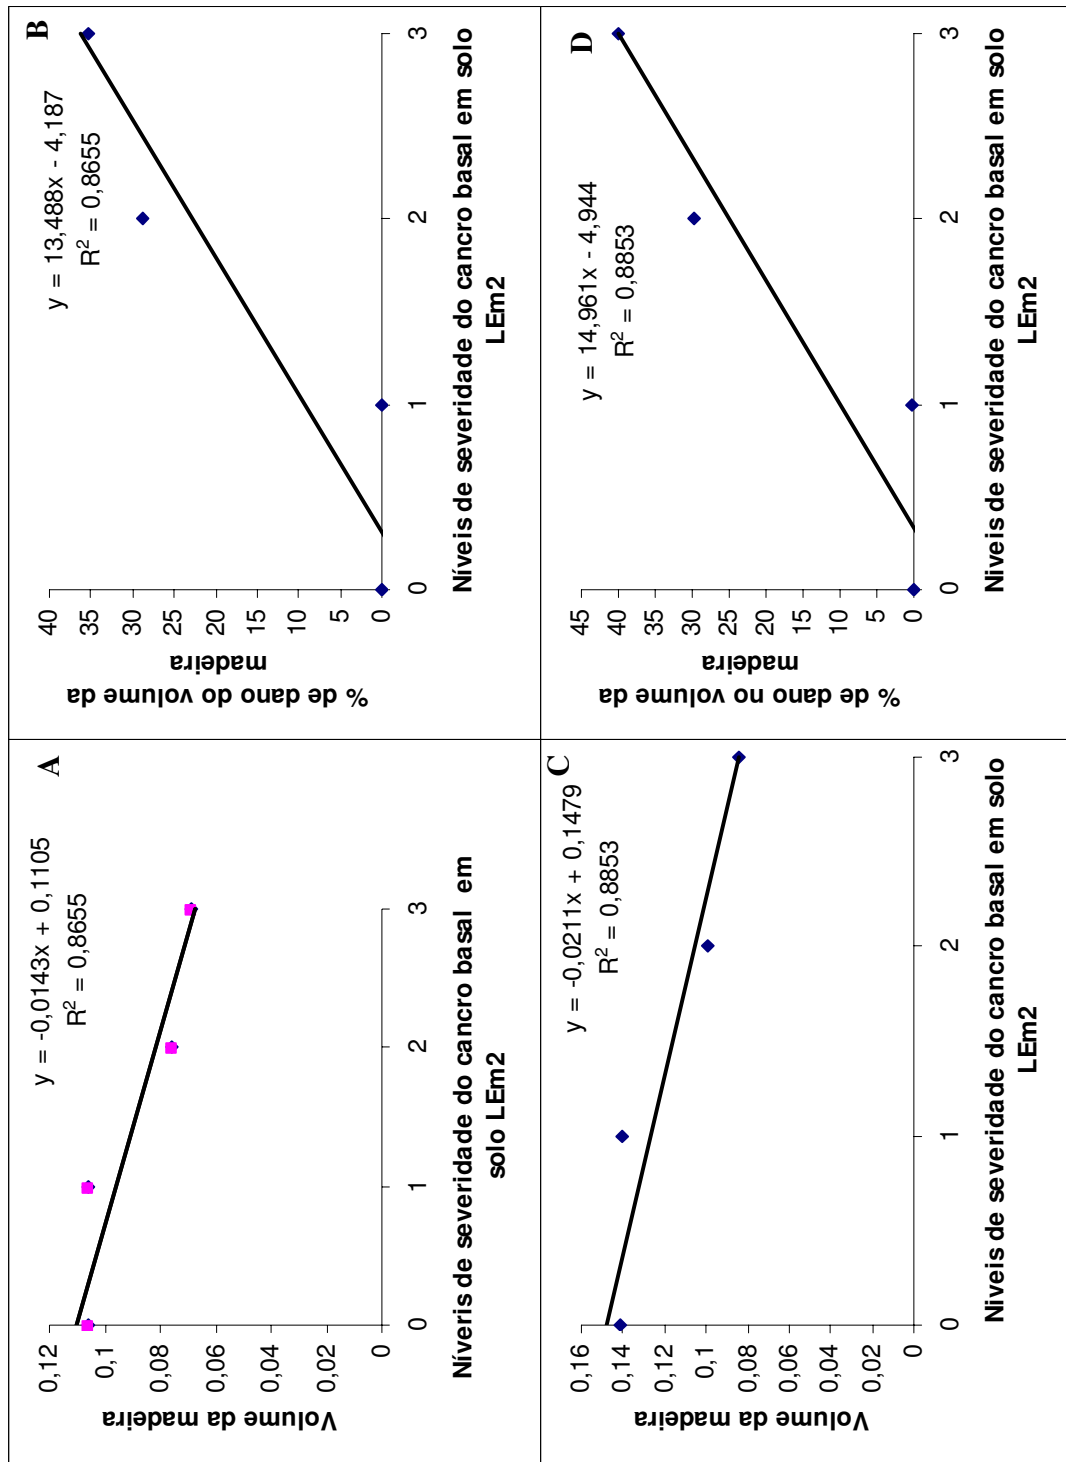 A
y = -0,0143x + 0,1105
R² = 0,8655
0,12
0,1
0,08
0,06
0,04
0,02
0
Volume da madeira
0 1 2 3
Níveris de severidade do cancro basal em
solo LEm2
B
y = 13,488x - 4,187
R² = 0,8655
40
35
30
25
20
15
10
5
0
% de dano do volume da
madeira
0 1 2 3
Níveis de severidade do cancro basal em solo
LEm2
C
y = -0,0211x + 0,1479
R² = 0,8853
0,16
0,14
0,12
0,1
0,08
0,06
0,04
0,02
0
Volume da madeira
0 1 2 3
Niveis de severidade do cancro basal em solo
LEm2
D
y = 14,961x - 4,944
R² = 0,8853
45
40
35
30
25
20
15
10
5
0
% de dano no volume da
madeira
0 1 2 3
Niveis de severidade do cancro basal em solo
LEm2